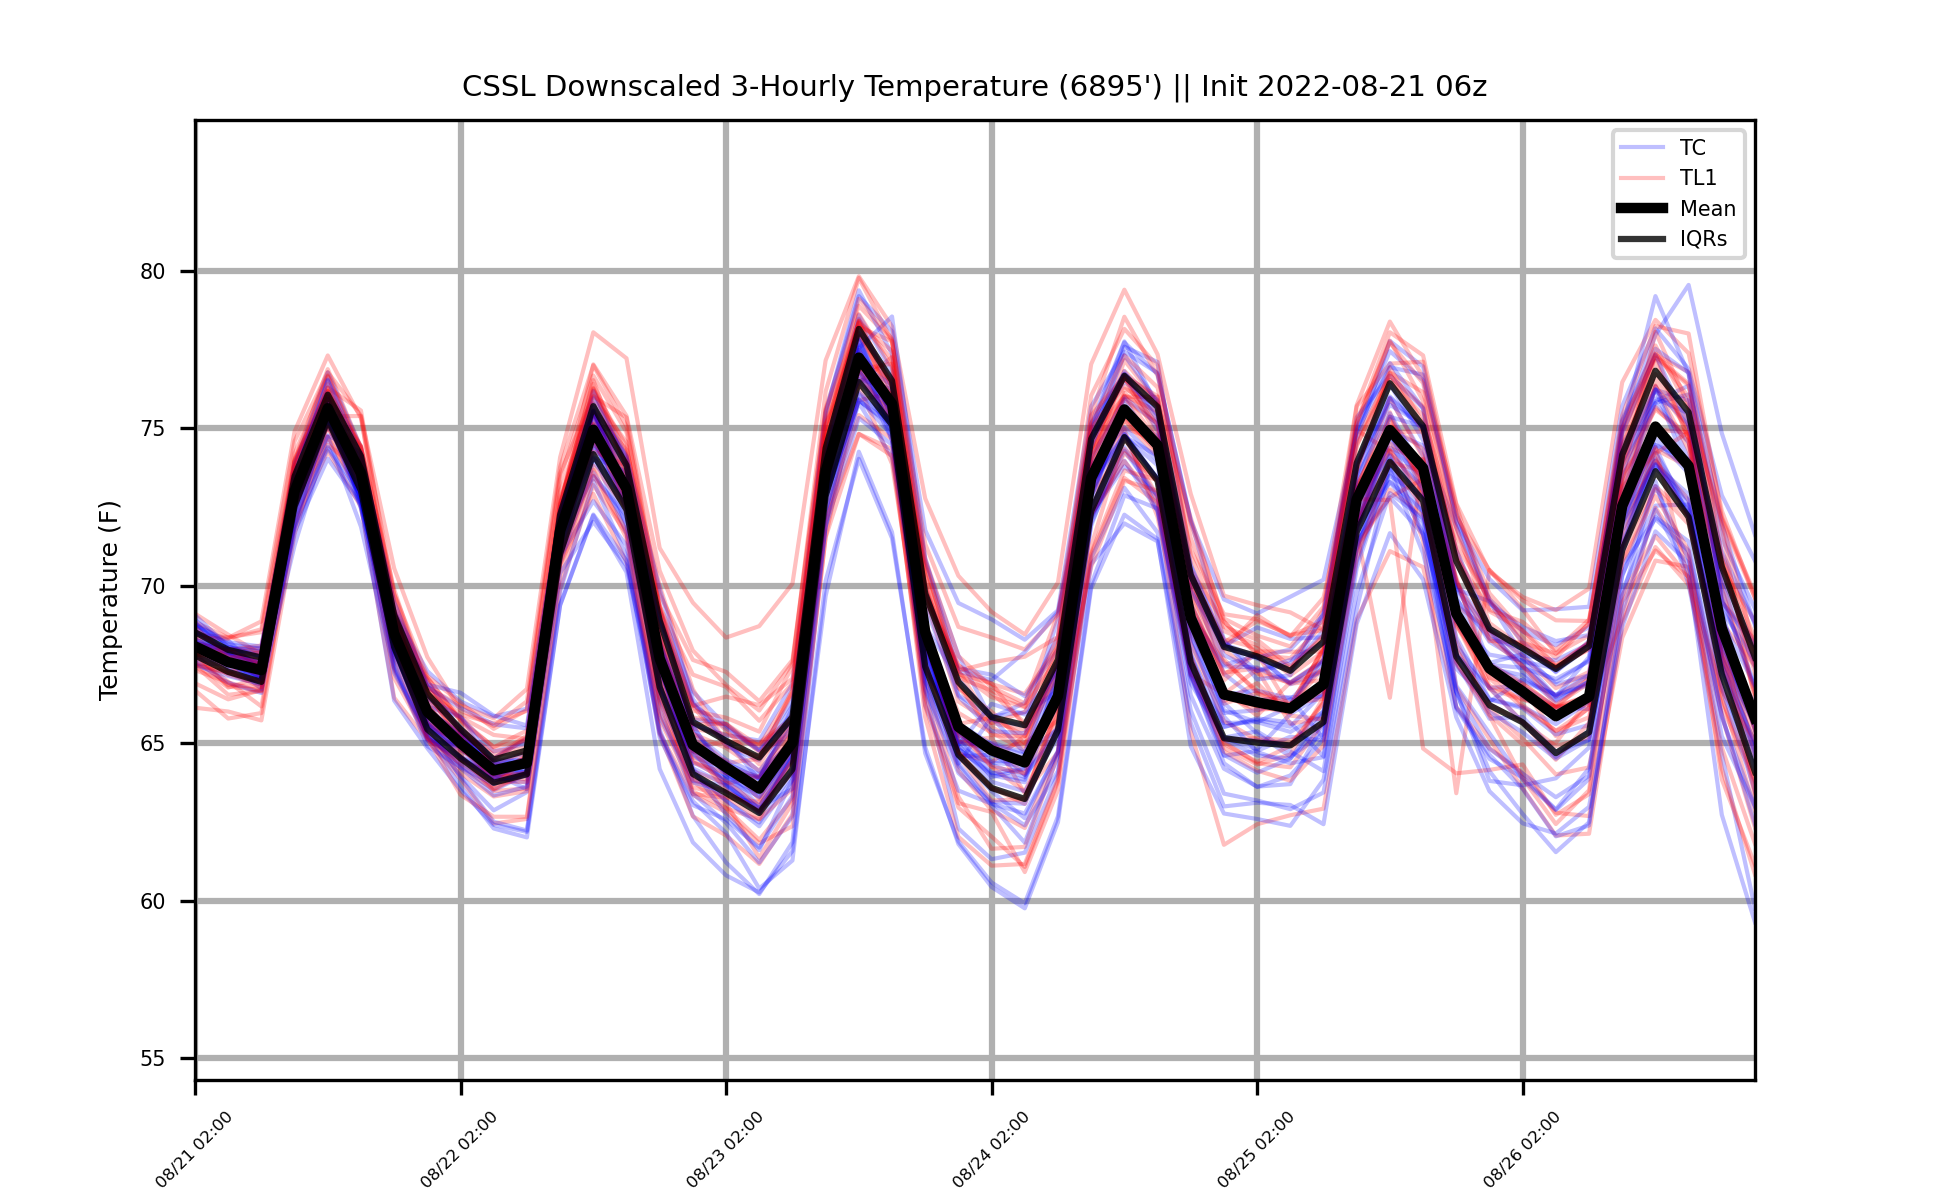 CSSL Downscaled 3-Hourly Temperature (6895') || Init 2022-08-21 06z
TC
TL1
Mean
IQRs
Temperature (F)
80
75
70
65
60
55
08/21 02:00
08/22 02:00
08/23 02:00
08/24 02:00
08/25 02:00
08/26 02:00